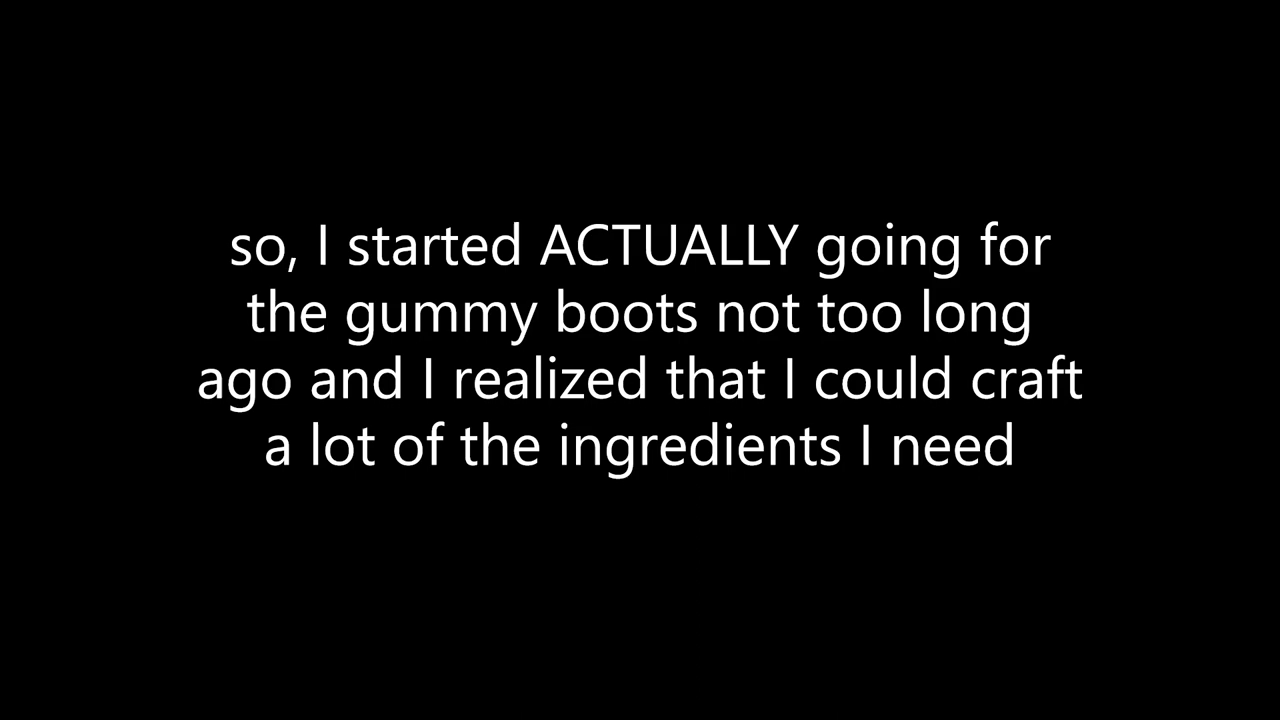 so, I started ACTUALLY going for
the gummy boots not too long
ago and I realized that I could craft
a lot of the ingredients I need